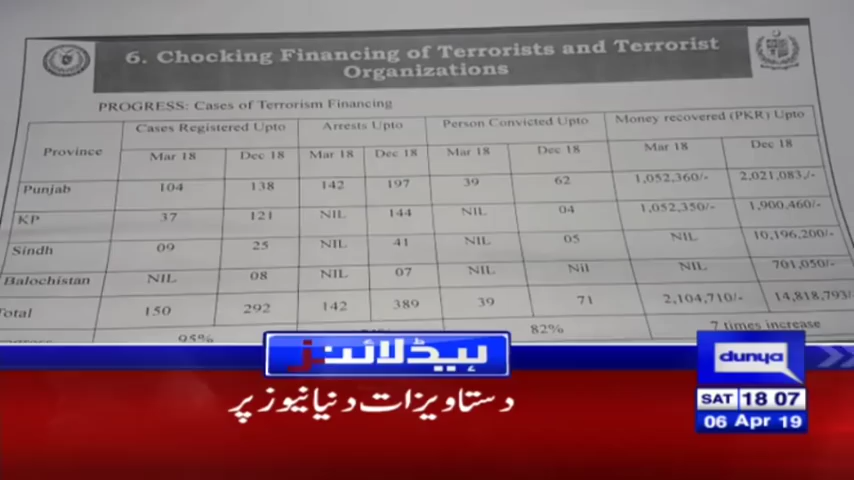 6. Chocking Financing of Terrorists and Terrorist
Organizations
PROGRESS: Cases of Terrorism Financing
Province Cases Registered Upto Arrests Upto Person Convicted Upto Money recovered (PKR) Upto
Mar 18 Dec 18 Mar 18 Dec 18 Mar 18 Dec 18 Mar 18 Dec 18
Punjab 104 138 142 197 39 62 1,052,360/- 2,021,083,/-
KP 37 121 NIL 144 NIL 04 1,052,350/- 1,900,460/-
Sindh 09 25 NIL 41 NIL 05 NIL 10,196,200/-
Balochistan NIL 08 NIL 07 NIL Nil NIL 701,050/-
Total 150 292 142 389 39 71 2,104,710/- 14,818,793/
95% 82% 7 times increase
ہیڈلائنز
دستاویزات دنیا نیوز پر
dunya
SAT 18 07
06 Apr 19